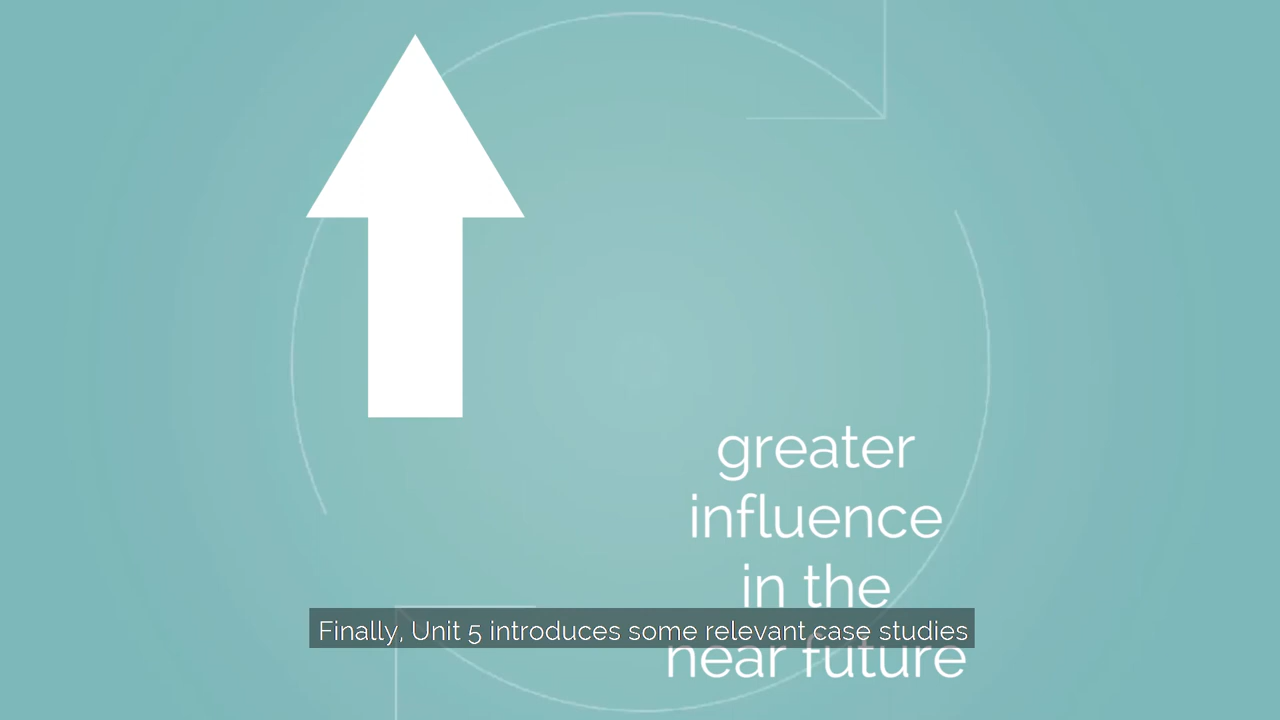 greater
influence
in the
Finally, Unit 5 introduces some relevant case studies
near future